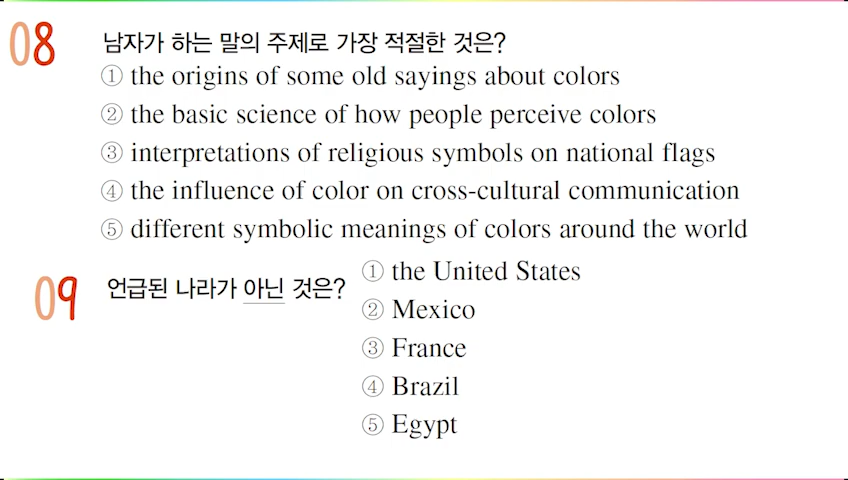 08 남자가 하는 말의 주제로 가장 적절한 것은?
① the origins of some old sayings about colors
② the basic science of how people perceive colors
③ interpretations of religious symbols on national flags
④ the influence of color on cross-cultural communication
⑤ different symbolic meanings of colors around the world
09 언급된 나라가 아닌 것은?
① the United States
② Mexico
③ France
④ Brazil
⑤ Egypt